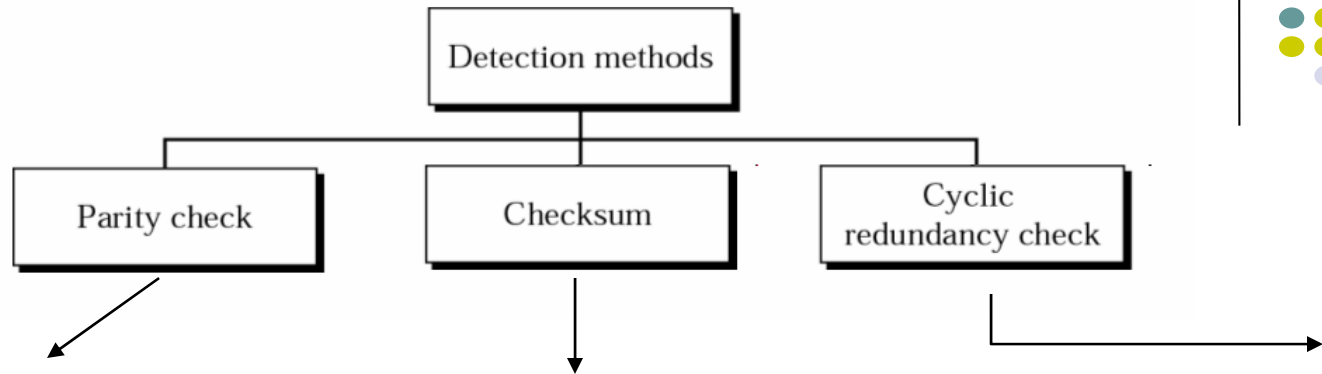 Detection methods
Parity check
Checksum
Cyclic
redundancy check